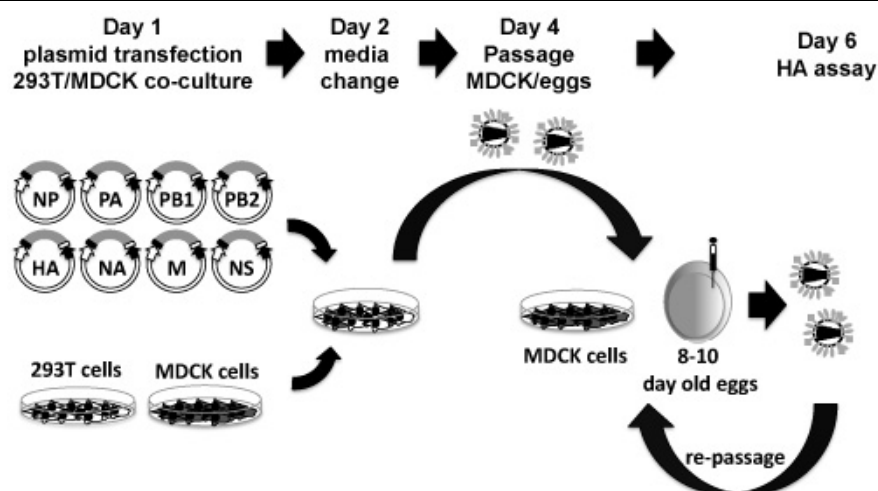 Day 1
plasmid transfection
293T/MDCK co-culture
Day 2
media
change
Day 4
Passage
MDCK/eggs
Day 6
HA assay
NP PA PB1 PB2
HA NA M NS
293T cells
MDCK cells
MDCK cells
8-10
day old eggs
re-passage